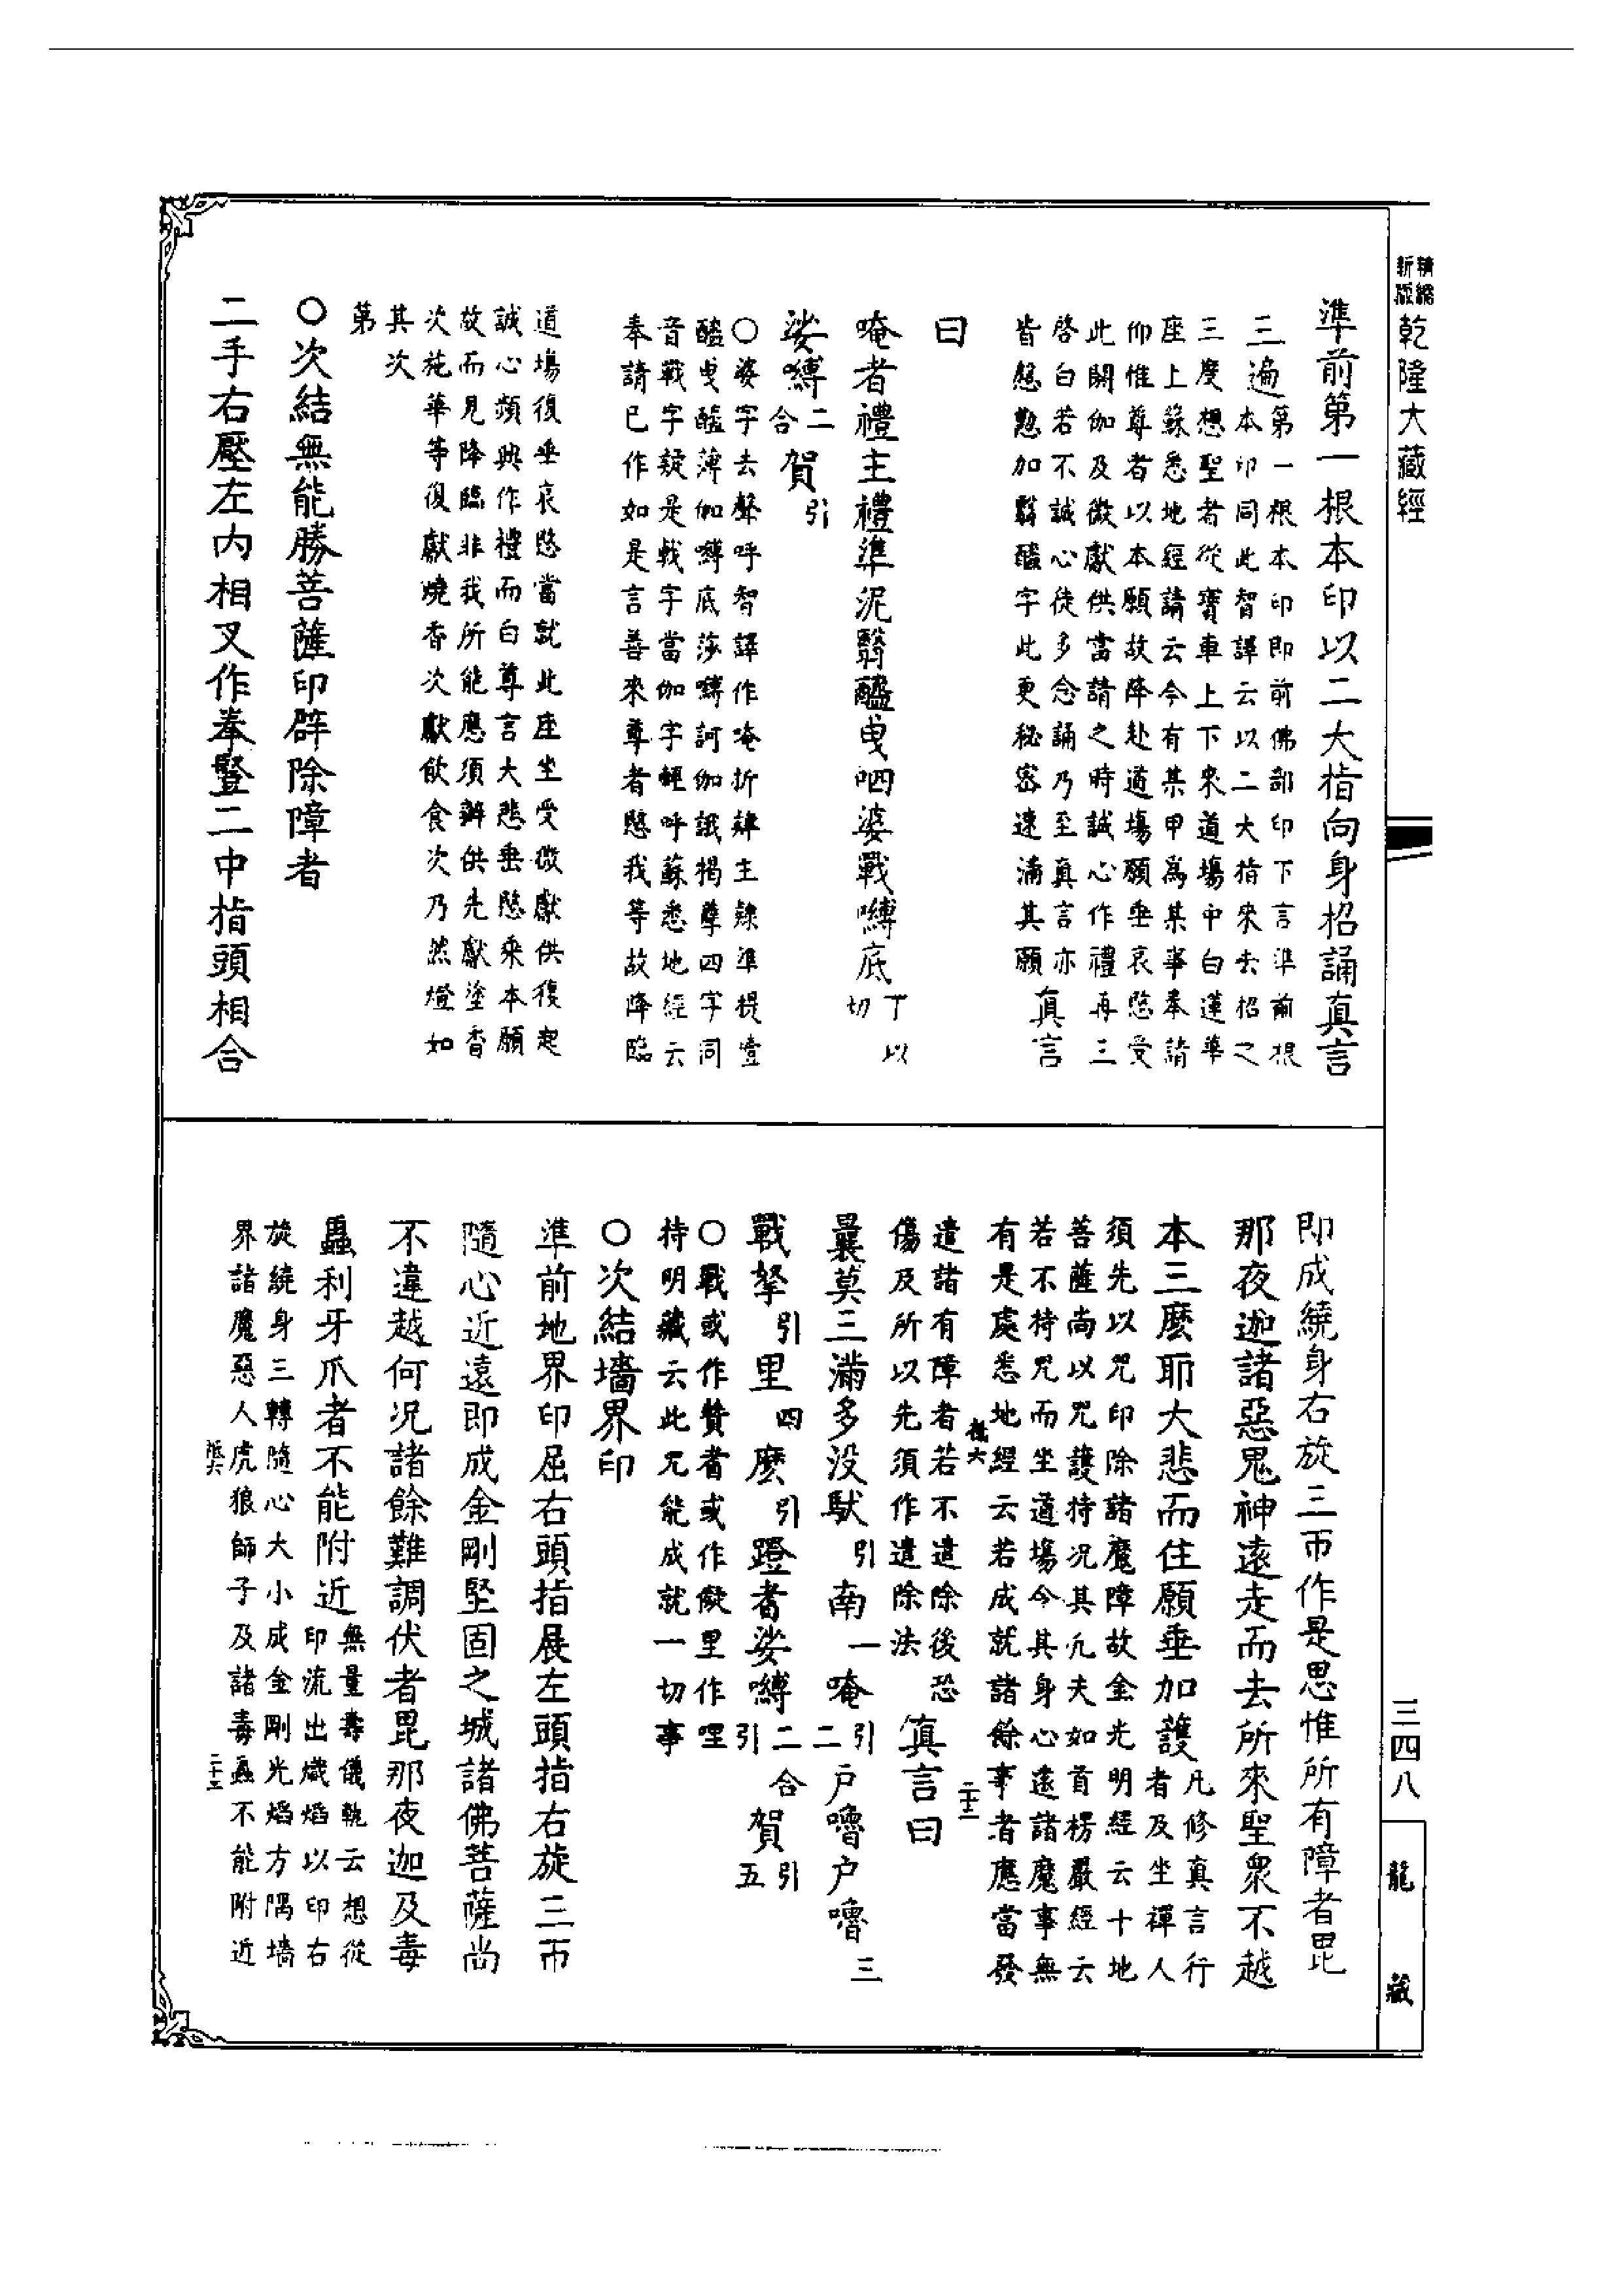 精縮
新版
乾隆大藏經
準前第一根本印以二大指向身招誦真言
三遍
第一根本印即前佛部印下言準前根
本印同此智譯云以二大指來去招之
三度想聖者從寶車上下來道場中白蓮華
座上蘇悉地經請云今有某甲為某事奉請
仰惟尊者以本願故降赴道場願垂哀愍受
此閼伽及微獻供當請之時誠心作禮再三
啓白若不誠心徒多念誦乃至真言亦
皆慇懃加翳醯字此更秘密速滿其願
真言
曰
唵者禮主禮準泥翳醯曳呬婆戰嚩底
丁以
切
娑嚩
二
合
賀
引
○婆字去聲呼智譯作唵折隸主隸準提壹
醯曳醯薄伽嚩底莎嚩訶伽誐揭孽四字同
音戰字疑是戟字當伽字輕呼蘇悉地經云
奉請已作如是言善來尊者愍我等故降臨
道場復垂哀愍當就此座坐受微獻供復起
誠心頻興作禮而白尊言大悲垂愍乘本願
故而見降臨非我所能應須辦供先獻塗香
次施華等復獻燒香次獻飲食次乃然燈如
其次
第
○次結無能勝菩薩印辟除障者
二手右壓左內相叉作拳豎二中指頭相合
即成繞身右旋三帀作是思惟所有障者毘
那夜迦諸惡鬼神遠走而去所來聖衆不越
本三麼耶大悲而住願垂加護
凡修真言行
者及坐禪人
須先以咒印除諸魔障故金光明經云十地
菩薩尚以咒護持況其凡夫如首楞嚴經云
若不持咒而坐道場今其身心遠諸魔事無
有是處悉地經云若成就諸餘事者應當發
遣諸有障者若不遣除後恐
傷及所以先須作遣除法
真言曰
曩莫三滿多没馱
引
南
一
唵
引
二
戸嚕户嚕
三
戰拏
引
里
四
麼
引
蹬耆娑嚩
二合
引
賀
引
五
○戰或作贊耆或作儗里作哩
持明藏云此咒能成就一切事
○次結墻界印
準前地界印屈右頭指展左頭指右旋三帀
隨心近遠即成金剛堅固之城諸佛菩薩尚
不違越何況諸餘難調伏者毘那夜迦及毒
蟲利牙爪者不能附近
無量壽儀軌云想從
印流出熾焰以印右
旋繞身三轉隨心大小成金剛光焰方隅墻
界諸魔惡人虎狼師子及諸毒蟲不能附近
三四八
龍藏